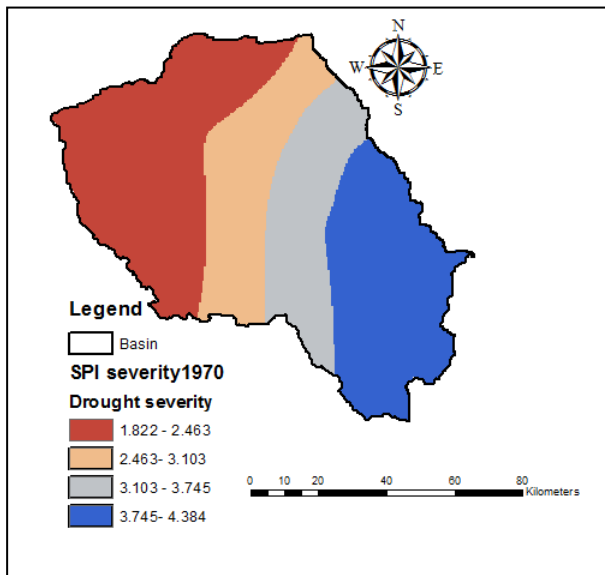 N
W E
S
Legend
Basin
SPI severity1970
Drought severity
1.822 - 2.463
2.463- 3.103
3.103 - 3.745
3.745- 4.384
0 10 20 40 60 80
Kilometers